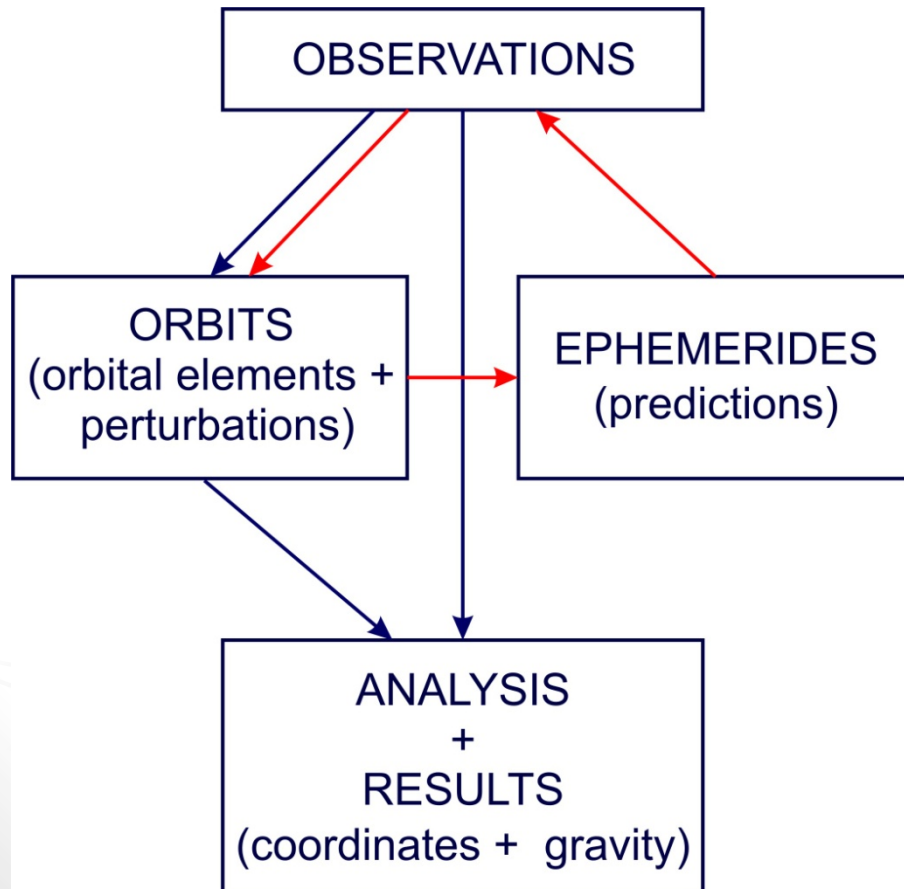 OBSERVATIONS
ORBITS
(orbital elements +
perturbations)
EPHEMERIDES
(predictions)
ANALYSIS
+
RESULTS
(coordinates + gravity)